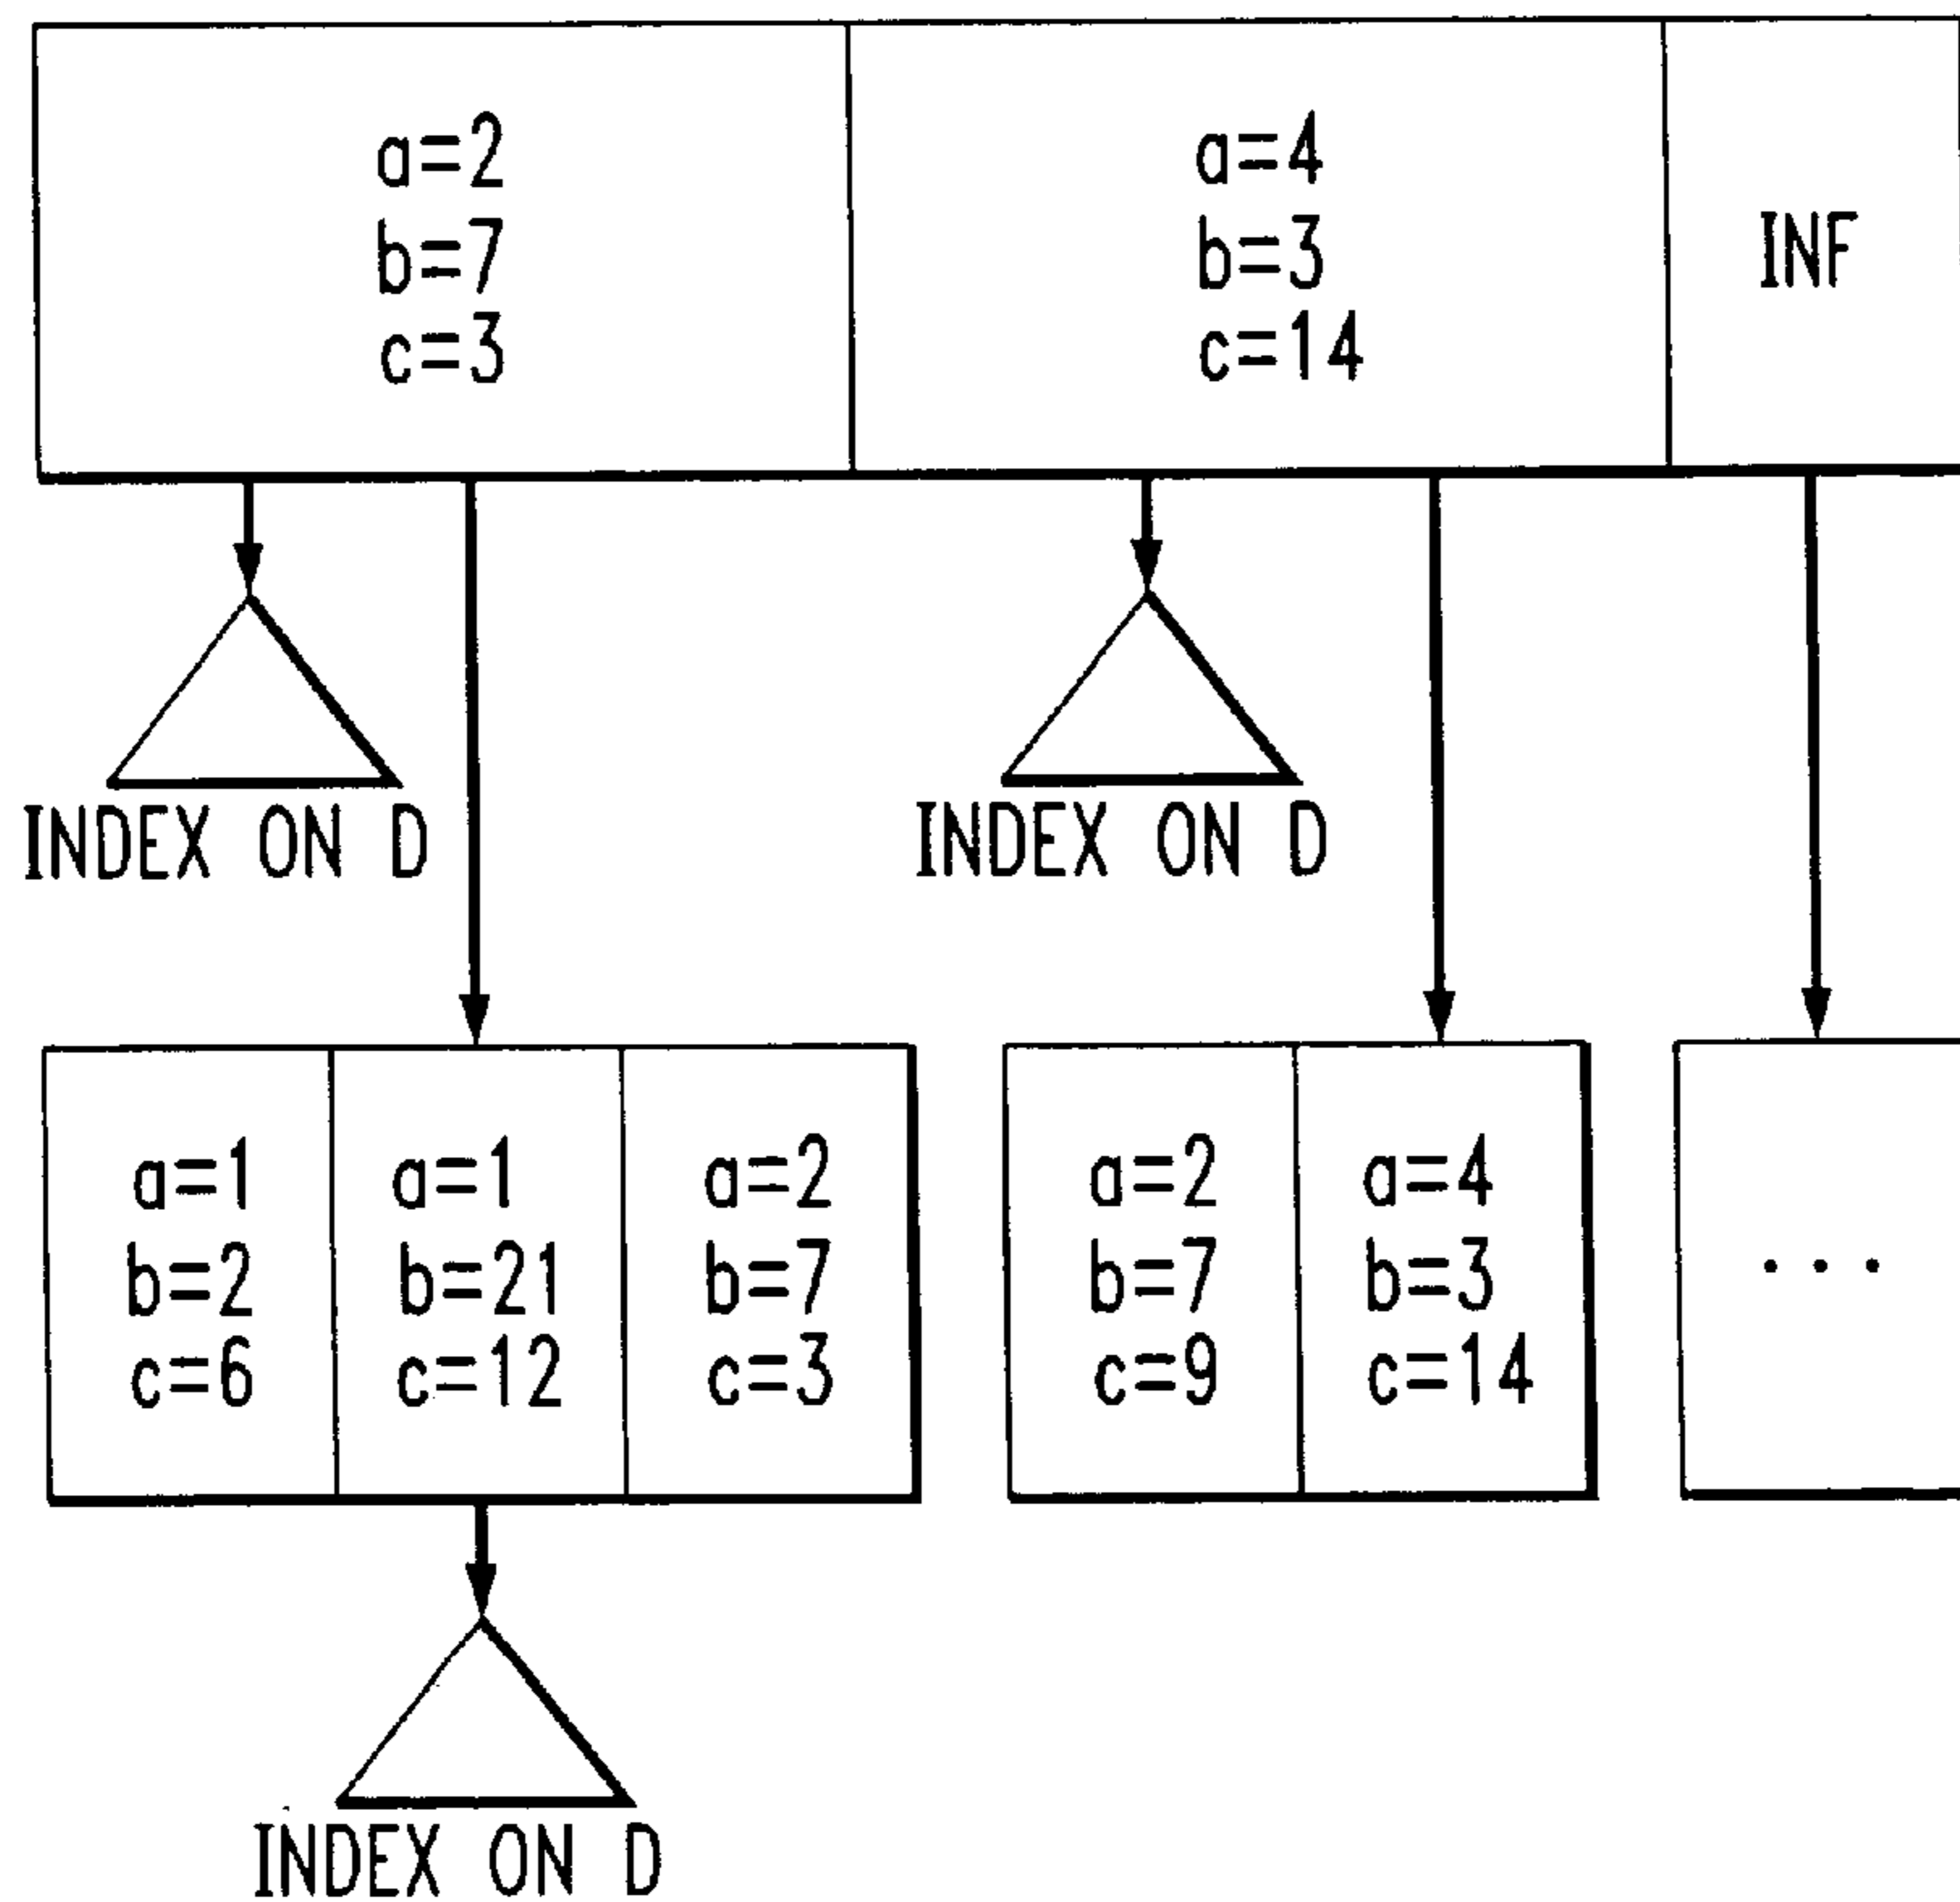 a=2
b=7
c=3
a=4
b=3
c=14
INF
INDEX ON D
INDEX ON D
a=1
b=2
c=6
a=1
b=21
c=12
a=2
b=7
c=3
a=2
b=7
c=9
a=4
b=3
c=14
. . .
INDEX ON D